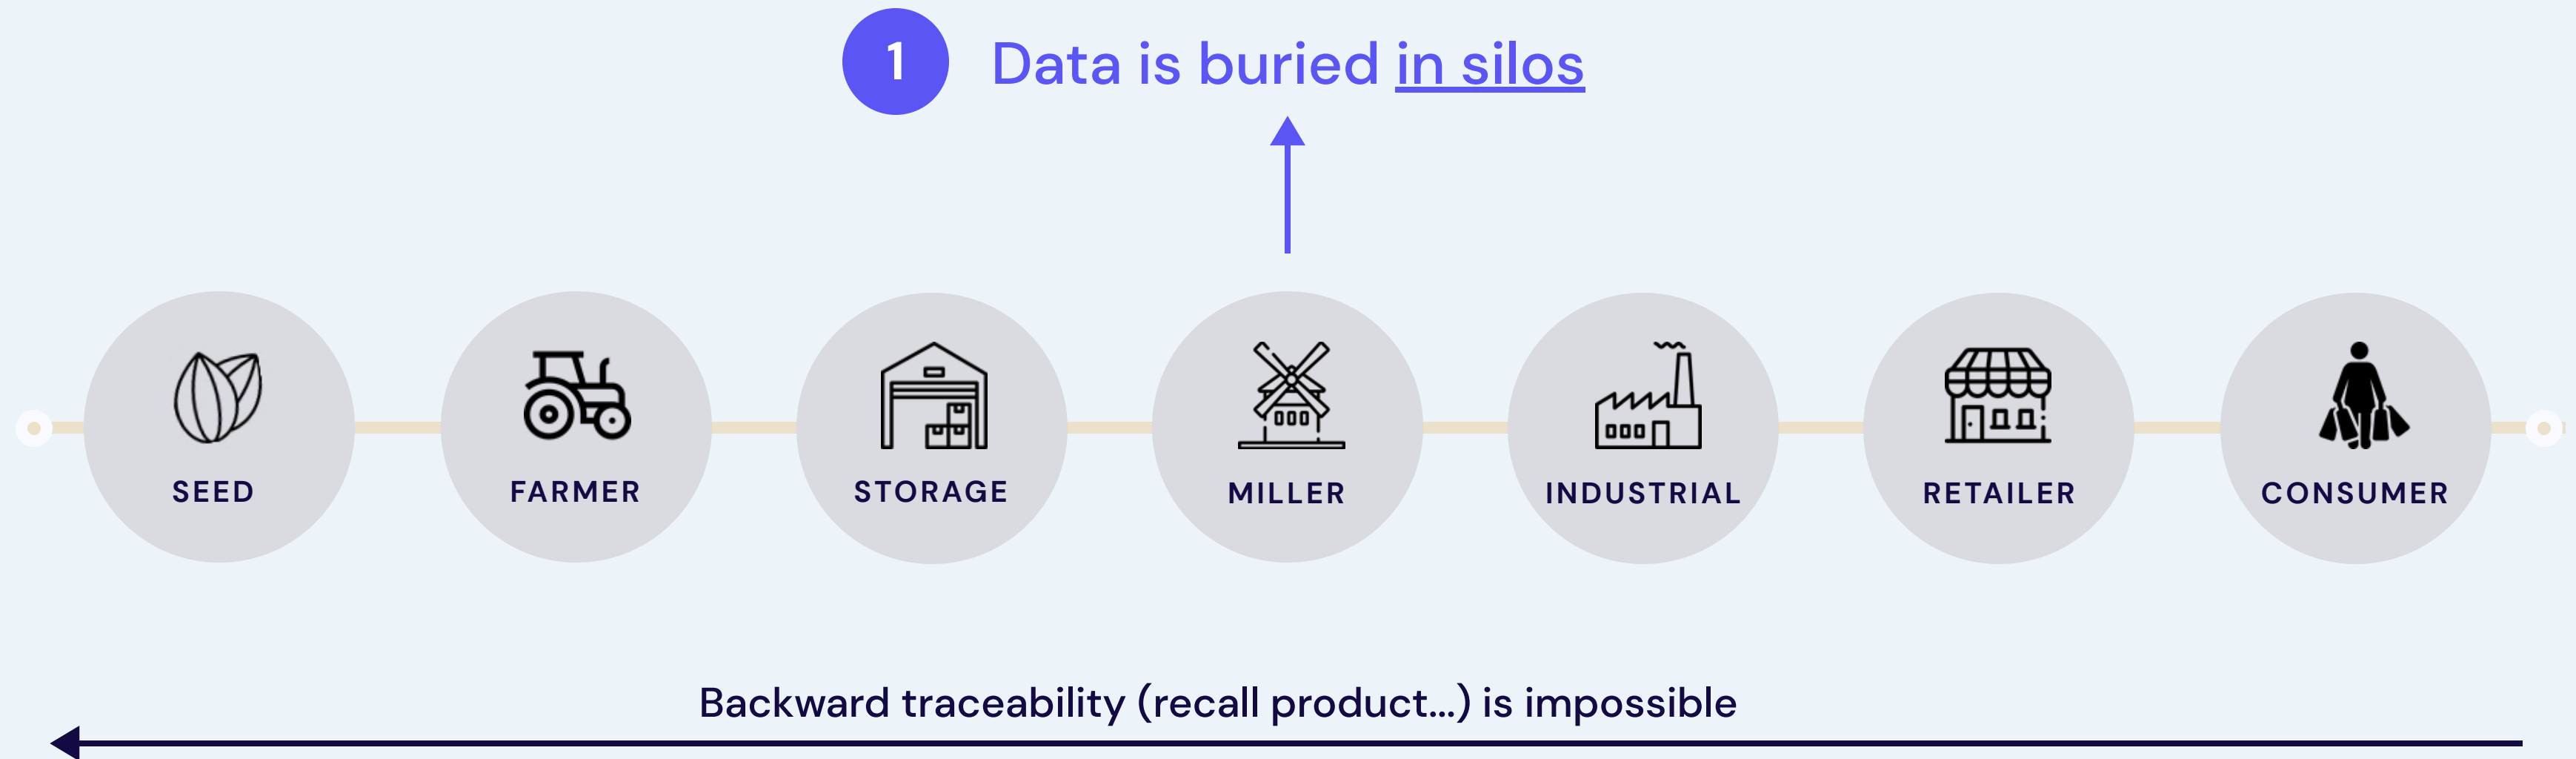 1
Data is buried in silos
SEED
FARMER
STORAGE
MILLER
INDUSTRIAL
RETAILER
CONSUMER
Backward traceability (recall product...) is impossible